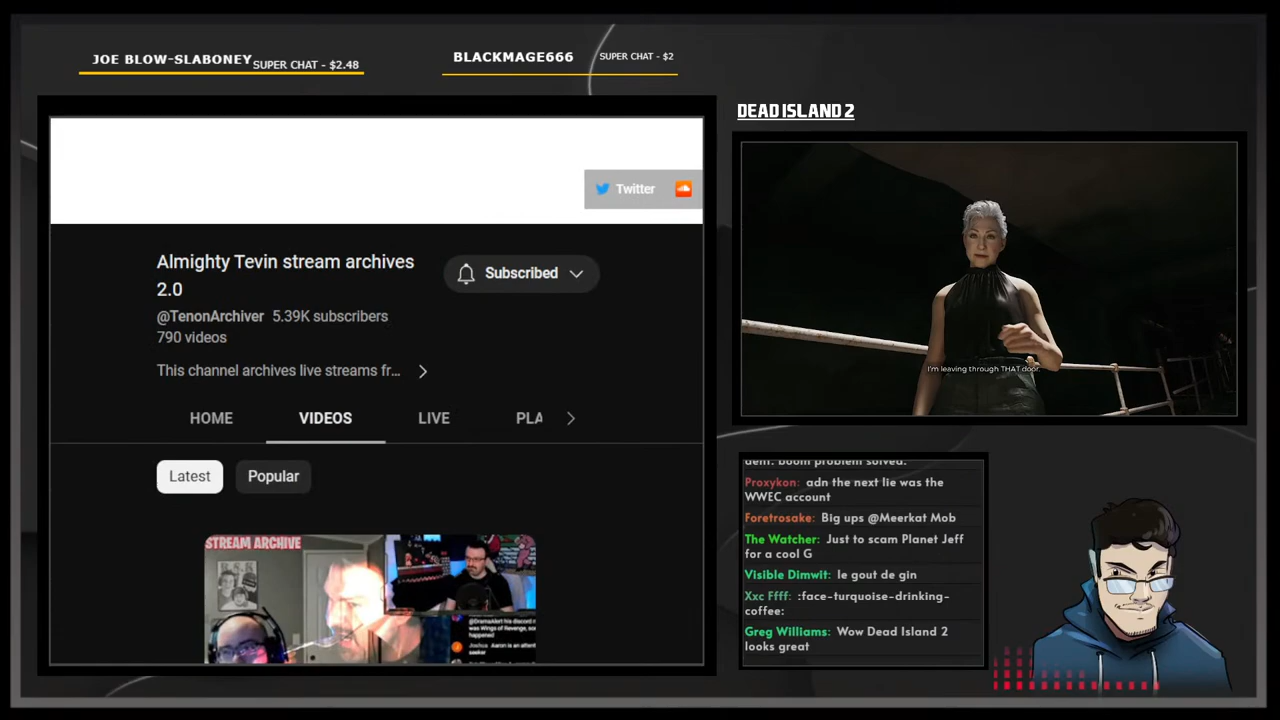 JOE BLOW-SLABONEY SUPER CHAT - $2.48
BLACKMAGE666 SUPER CHAT - $2
Twitter
Almighty Tevin stream archives
2.0
Subscribed
@TenonArchiver 5.39K subscribers
790 videos
This channel archives live streams fr...
HOME VIDEOS LIVE PLA
Latest Popular
STREAM ARCHIVE
DEAD ISLAND 2
I'm leaving through THAT door.
Proxykon: adn the next lie was the
WWEC account
Foretrosake: Big ups @Meerkat Mob
The Watcher: Just to scam Planet Jeff
for a cool G
Visible Dimwit: le gout de gin
Xxc Ffff: :face-turquoise-drinking-
coffee:
Greg Williams: Wow Dead Island 2
looks great